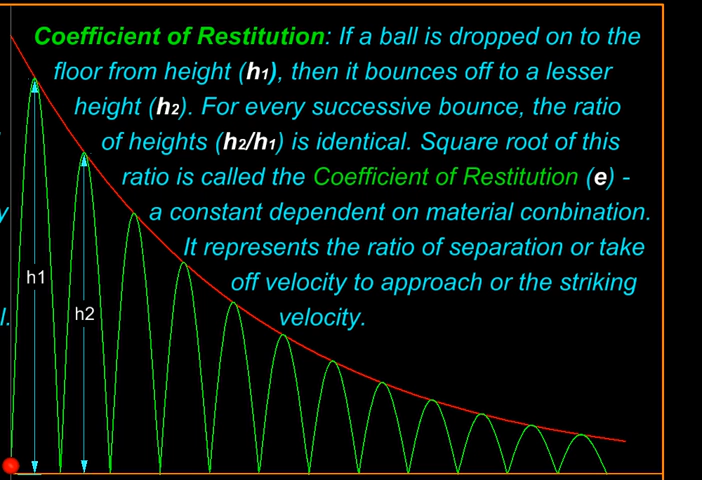 Coefficient of Restitution: If a ball is dropped on to the
floor from height (h1), then it bounces off to a lesser
height (h2). For every successive bounce, the ratio
of heights (h2/h1) is identical. Square root of this
ratio is called the Coefficient of Restitution (e) -
y a constant dependent on material conbination.
It represents the ratio of separation or take
off velocity to approach or the striking
l. velocity.
h1
h2